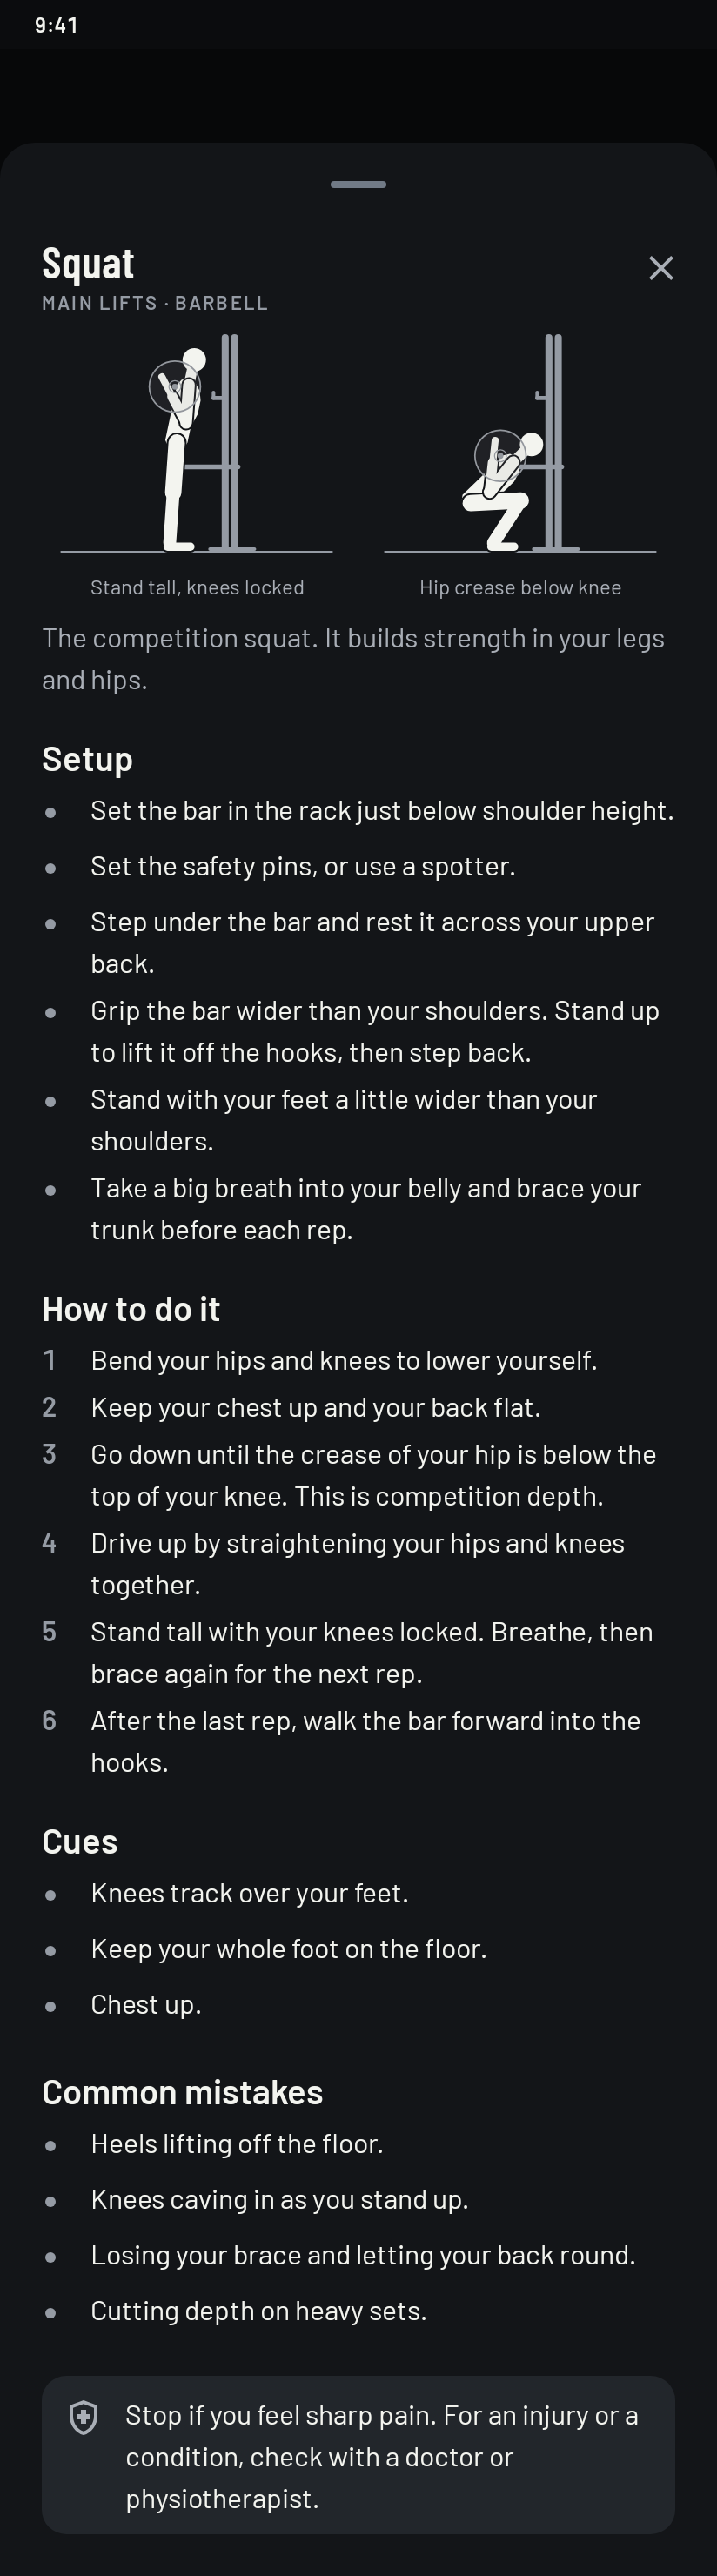 9:41
Squat
MAIN LIFTS · BARBELL
Stand tall, knees locked
Hip crease below knee
The competition squat. It builds strength in your legs
and hips.
Setup
Set the bar in the rack just below shoulder height.
Set the safety pins, or use a spotter.
Step under the bar and rest it across your upper
back.
Grip the bar wider than your shoulders. Stand up
to lift it off the hooks, then step back.
Stand with your feet a little wider than your
shoulders.
Take a big breath into your belly and brace your
trunk before each rep.
How to do it
1 Bend your hips and knees to lower yourself.
2 Keep your chest up and your back flat.
3 Go down until the crease of your hip is below the
top of your knee. This is competition depth.
4 Drive up by straightening your hips and knees
together.
5 Stand tall with your knees locked. Breathe, then
brace again for the next rep.
6 After the last rep, walk the bar forward into the
hooks.
Cues
Knees track over your feet.
Keep your whole foot on the floor.
Chest up.
Common mistakes
Heels lifting off the floor.
Knees caving in as you stand up.
Losing your brace and letting your back round.
Cutting depth on heavy sets.
Stop if you feel sharp pain. For an injury or a
condition, check with a doctor or
physiotherapist.